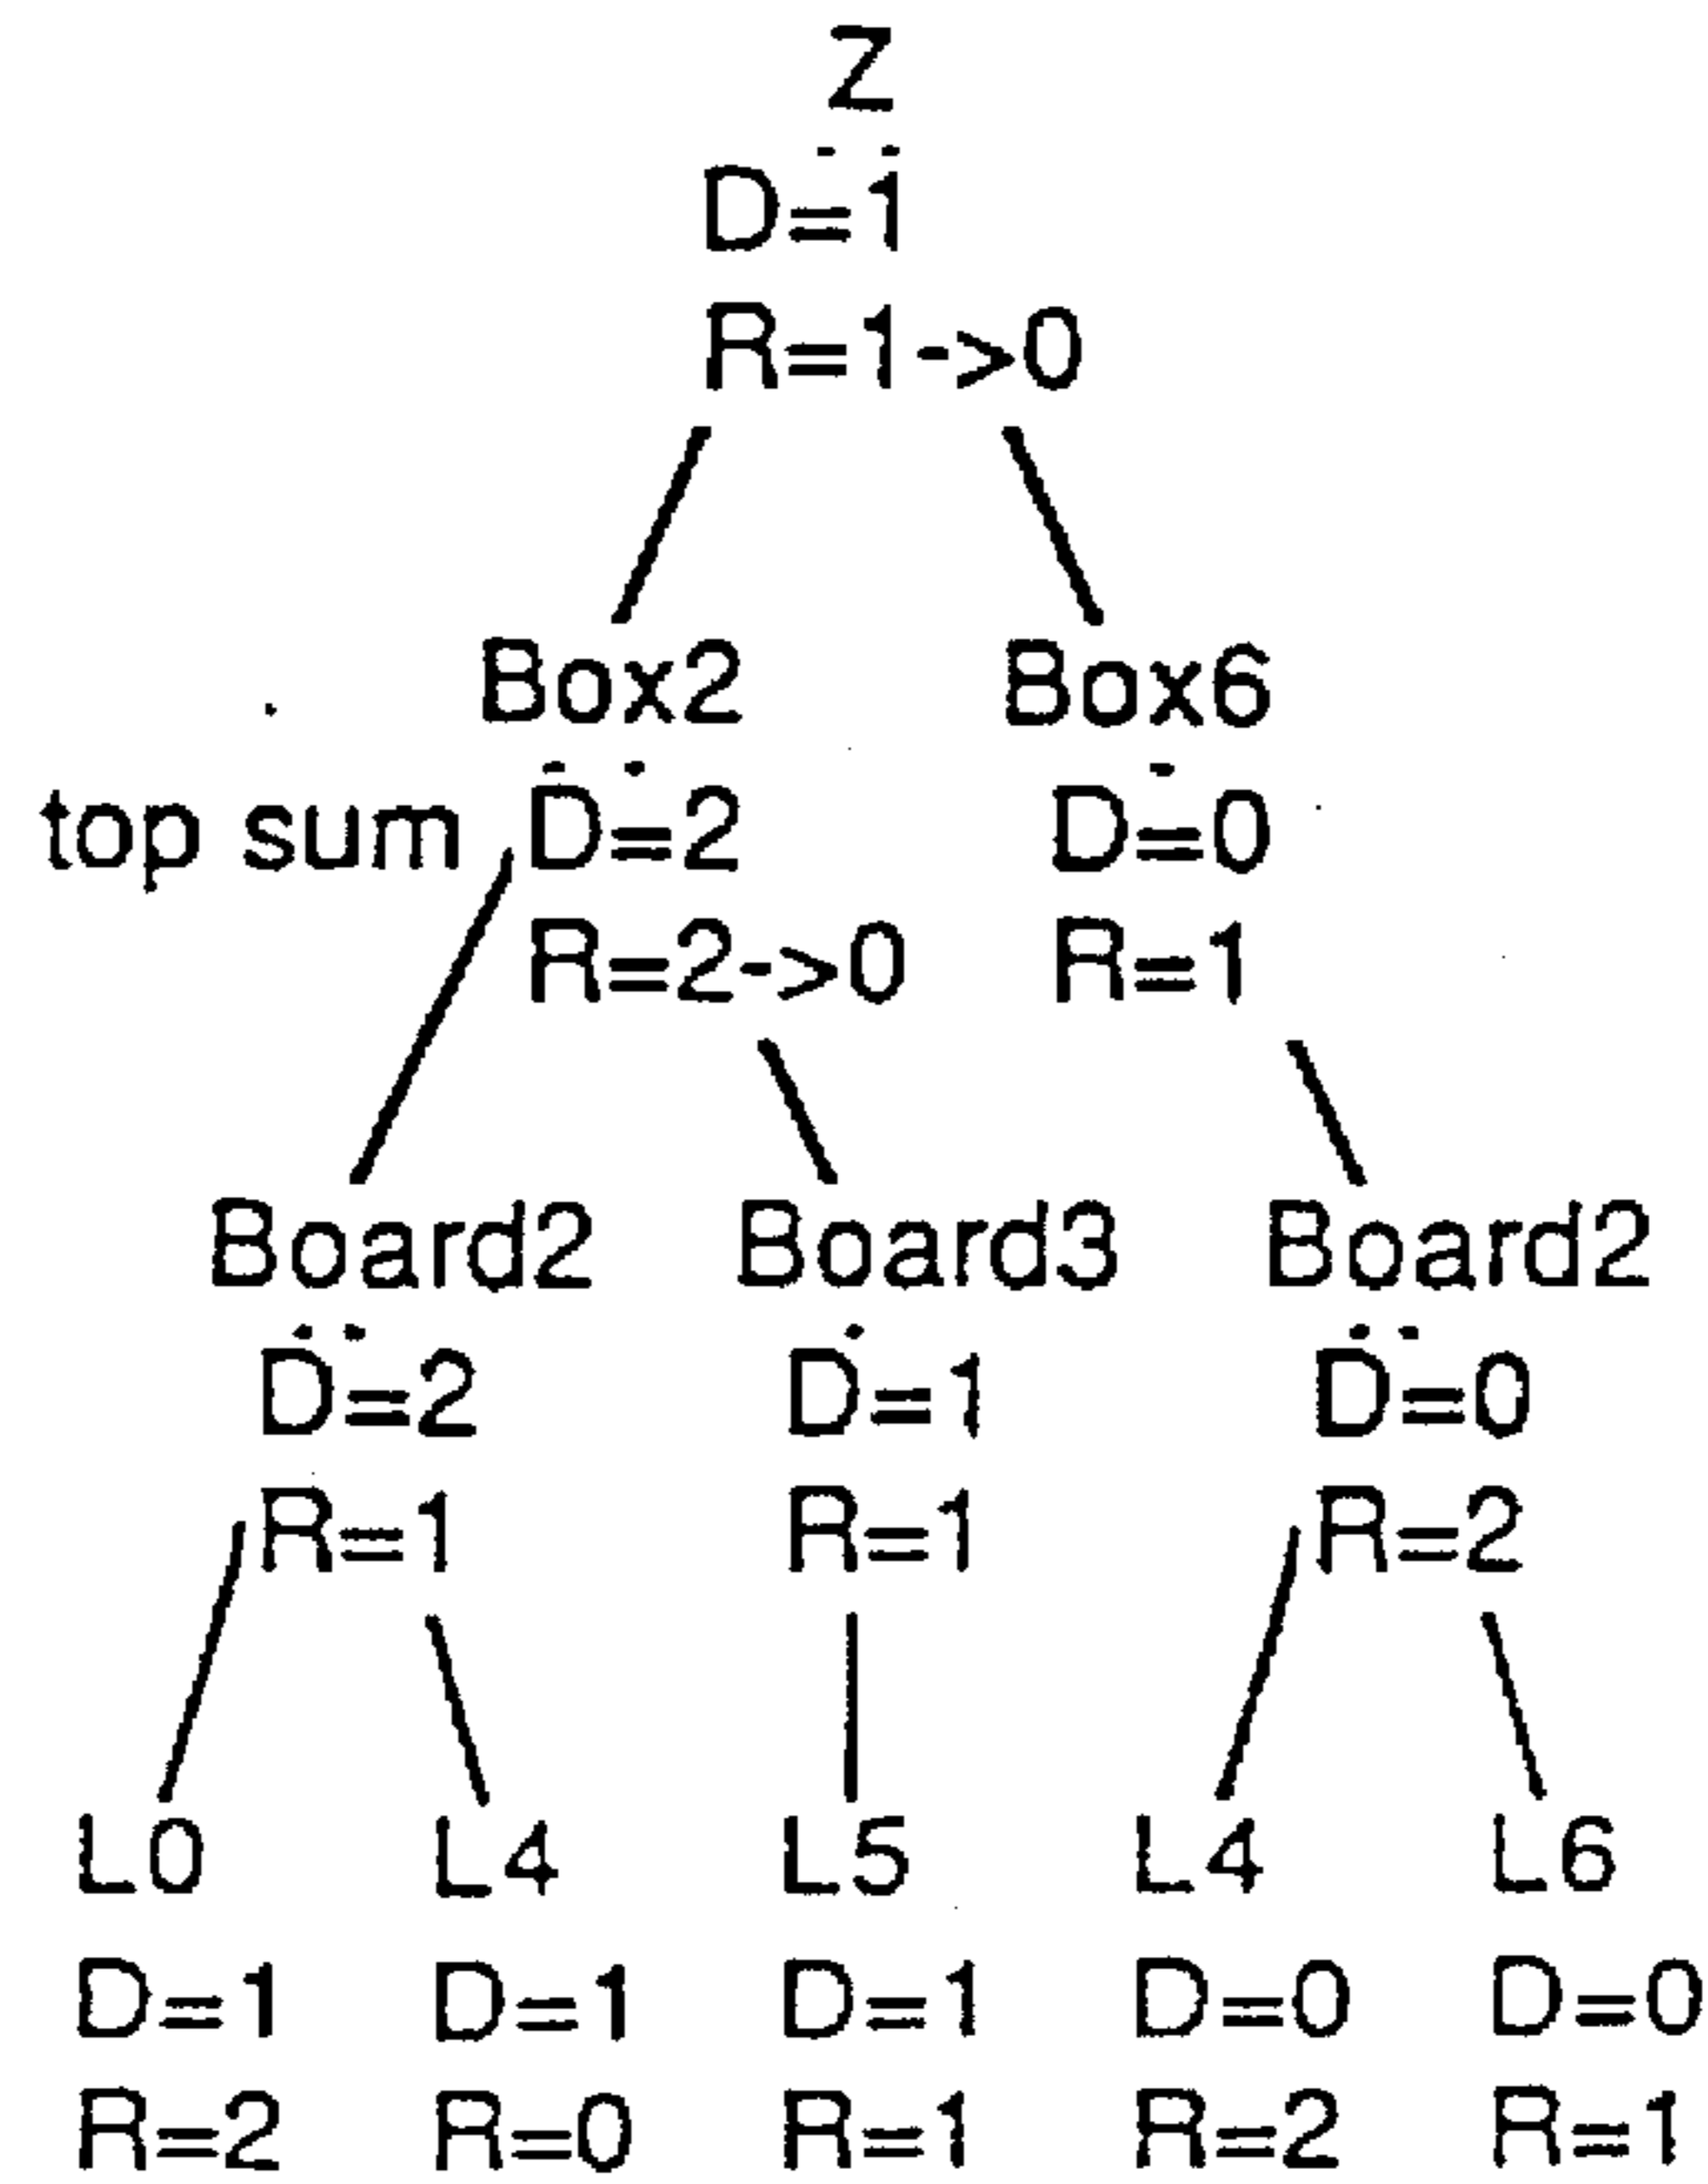 Z
D=1
R=1->0
Box2 Box6
top sum D=2 D=0
R=2->0 R=1
Board2 Board3 Board2
D=2 D=1 D=0
R=1 R=1 R=2
L0 L4 L5 L4 L6
D=1 D=1 D=1 D=0 D=0
R=2 R=0 R=1 R=2 R=1